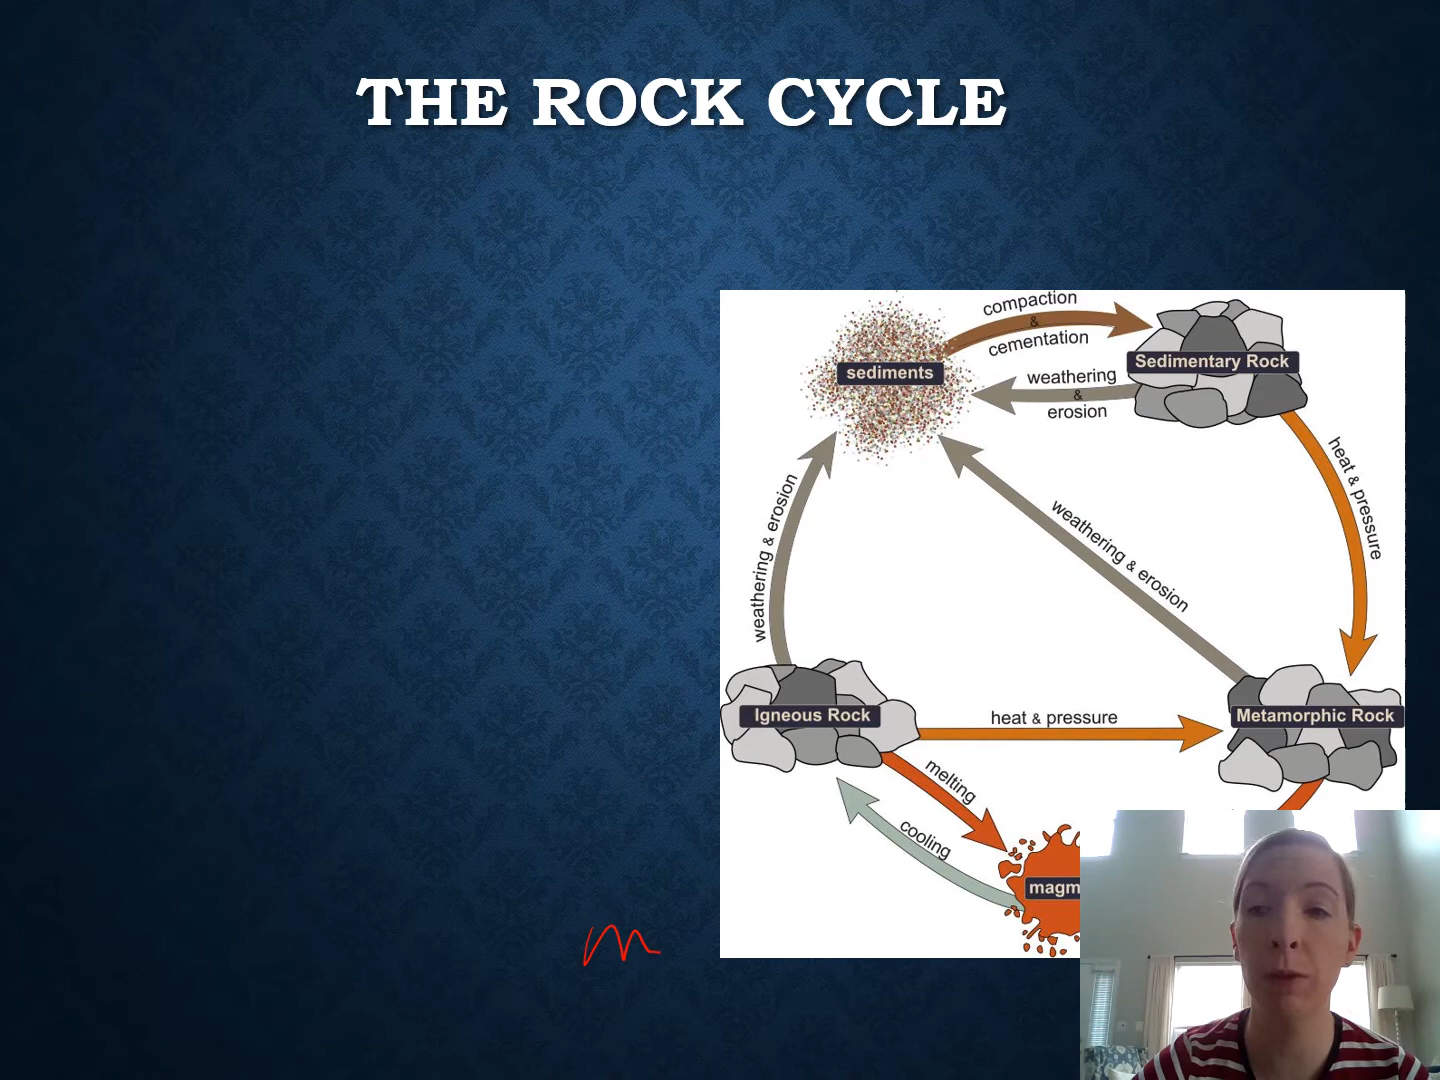 THE ROCK CYCLE
compaction
&
cementation
sediments
Sedimentary Rock
weathering
&
erosion
heat & pressure
weathering & erosion
weathering & erosion
Igneous Rock
heat & pressure
Metamorphic Rock
melting
cooling
magm
m